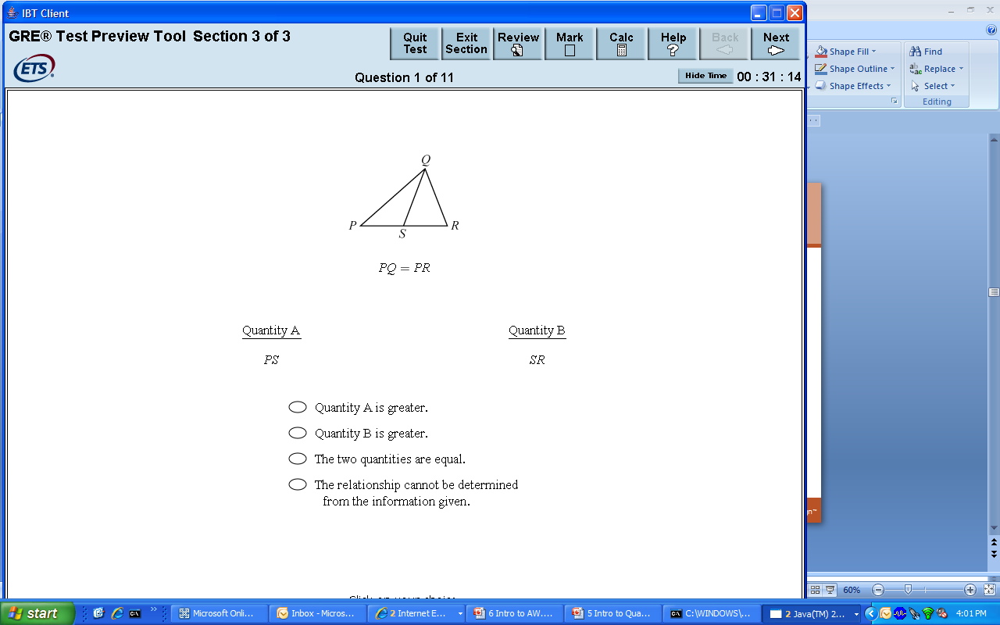 IBT Client
GRE® Test Preview Tool Section 3 of 3
Quit Test
Exit Section
Review
Mark
Calc
Help
?
Back
Next
ETS®
Question 1 of 11
Hide Time
00 : 31 : 14
Shape Fill
Shape Outline
Shape Effects
Find
Replace
Select
Editing
Q
P
S
R
PQ = PR
Quantity A
Quantity B
PS
SR
Quantity A is greater.
Quantity B is greater.
The two quantities are equal.
The relationship cannot be determined
from the information given.
60%
start
Microsoft Onli...
Inbox - Micros...
2 Internet E...
6 Intro to AW....
5 Intro to Qua...
C:\WINDOWS\...
2 Java(TM) 2...
4:01 PM